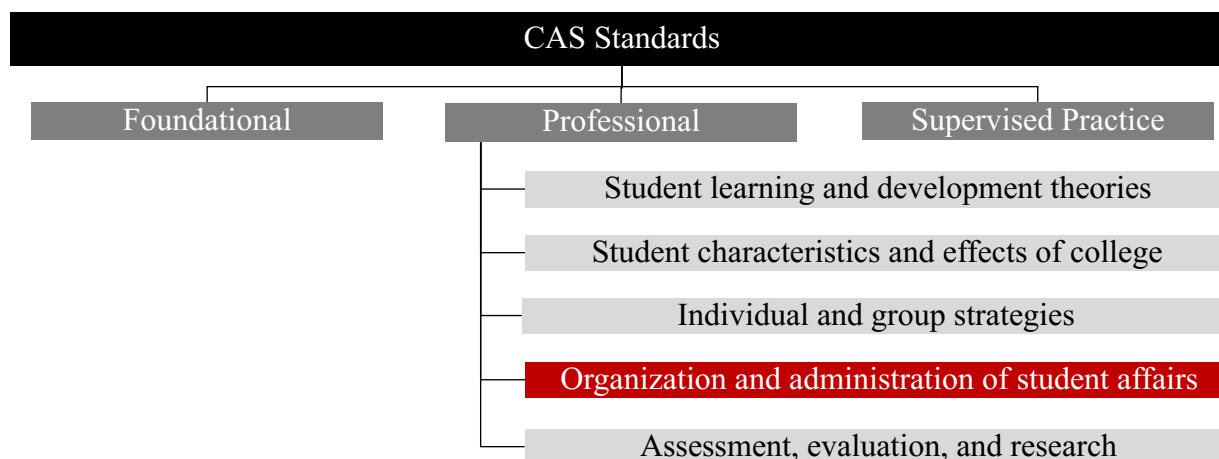 CAS Standards
Foundational
Professional
Supervised Practice
Student learning and development theories
Student characteristics and effects of college
Individual and group strategies
Organization and administration of student affairs
Assessment, evaluation, and research